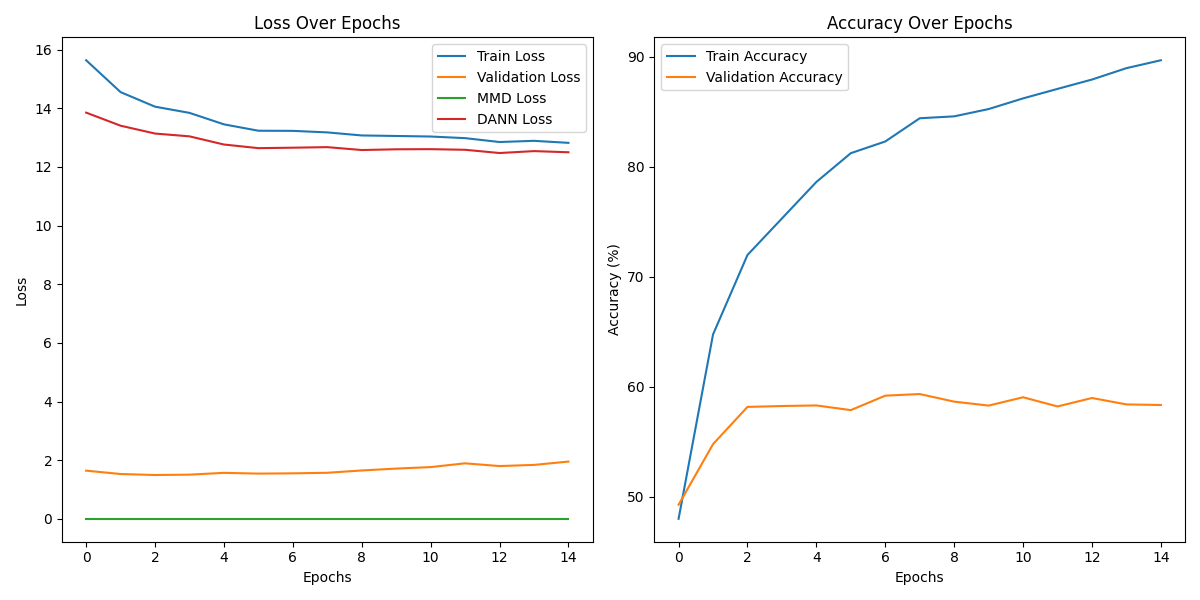 Loss Over Epochs
16
14
12
10
8
6
4
2
0
Loss
0 2 4 6 8 10 12 14
Epochs
Train Loss
Validation Loss
MMD Loss
DANN Loss
Accuracy Over Epochs
90
80
70
60
50
Accuracy (%)
0 2 4 6 8 10 12 14
Epochs
Train Accuracy
Validation Accuracy